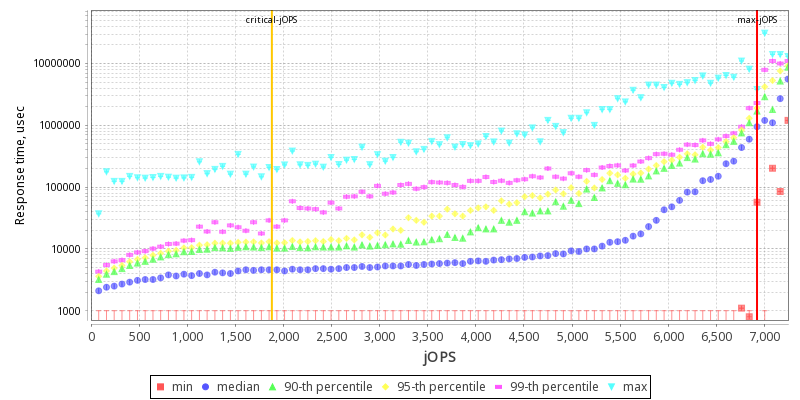 critical-jOPS max-jOPS
10000000
1000000
100000
10000
1000
Response time, usec
0 500 1,000 1,500 2,000 2,500 3,000 3,500 4,000 4,500 5,000 5,500 6,000 6,500 7,000
jOPS
min median 90-th percentile 95-th percentile 99-th percentile max